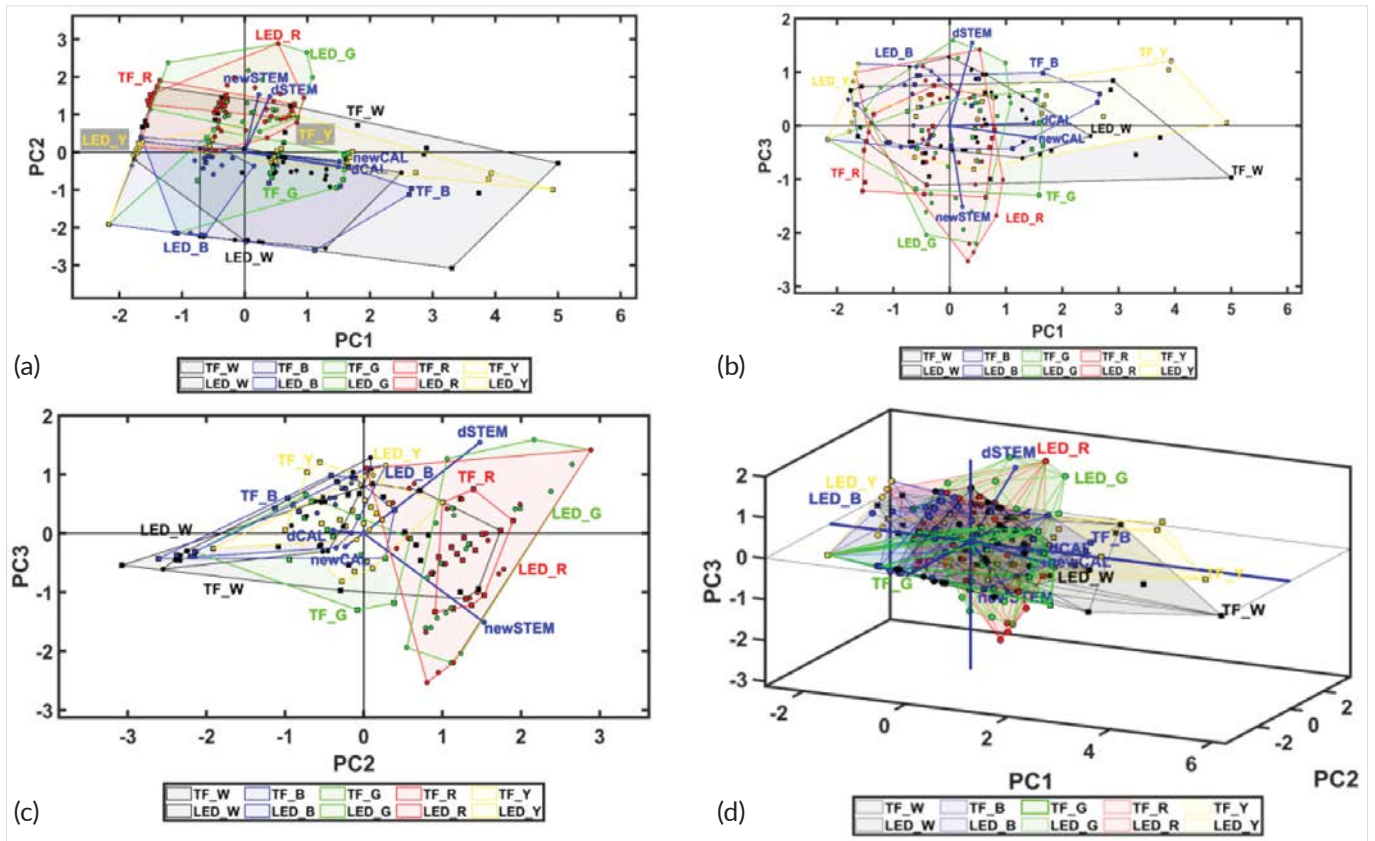 3
2
1
0
-1
-2
-3
PC2
-2 -1 0 1 2 3 4 5 6
PC1
LED_R
LED_G
TF_R
newSTEM
dSTEM
TF_W
LED_Y
TF_Y
newCAL
dCAL
TF_G
TF_B
LED_B
LED_W
(a)
TF_W TF_B TF_G TF_R TF_Y
LED_W LED_B LED_G LED_R LED_Y
2
1
0
-1
-2
-3
PC3
-2 -1 0 1 2 3 4 5 6
PC1
dSTEM
LED_B
TF_B
TF_Y
LED_Y
dCAL
LED_W
newCAL
TF_R
TF_W
TF_G
newSTEM
LED_R
LED_G
(b)
TF_W TF_B TF_G TF_R TF_Y
LED_W LED_B LED_G LED_R LED_Y
2
1
0
-1
-2
-3
PC3
-3 -2 -1 0 1 2 3
PC2
dSTEM
TF_Y
LED_Y
LED_B
TF_R
TF_B
LED_G
LED_W
dCAL
newCAL
LED_R
TF_W
TF_G
newSTEM
(c)
TF_W TF_B TF_G TF_R TF_Y
LED_W LED_B LED_G LED_R LED_Y
2
1
0
-1
-2
-3
PC3
-2 0 2 4 6
PC1
-2 0 2
PC2
dSTEM
LED_R
LED_G
LED_Y
LED_B
TF_B
dCAL
newCAL
LED_W
TF_Y
TF_G
newSTEM
TF_W
(d)
TF_W TF_B TF_G TF_R TF_Y
LED_W LED_B LED_G LED_R LED_Y